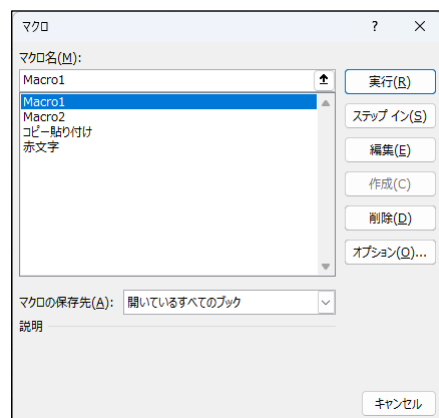 マクロ ? ×
マクロ名(M):
Macro1
実行(R)
Macro1
Macro2
コピー貼り付け
赤文字
ステップ イン(S)
編集(E)
作成(C)
削除(D)
オプション(O)...
マクロの保存先(A): 開いているすべてのブック
説明
キャンセル